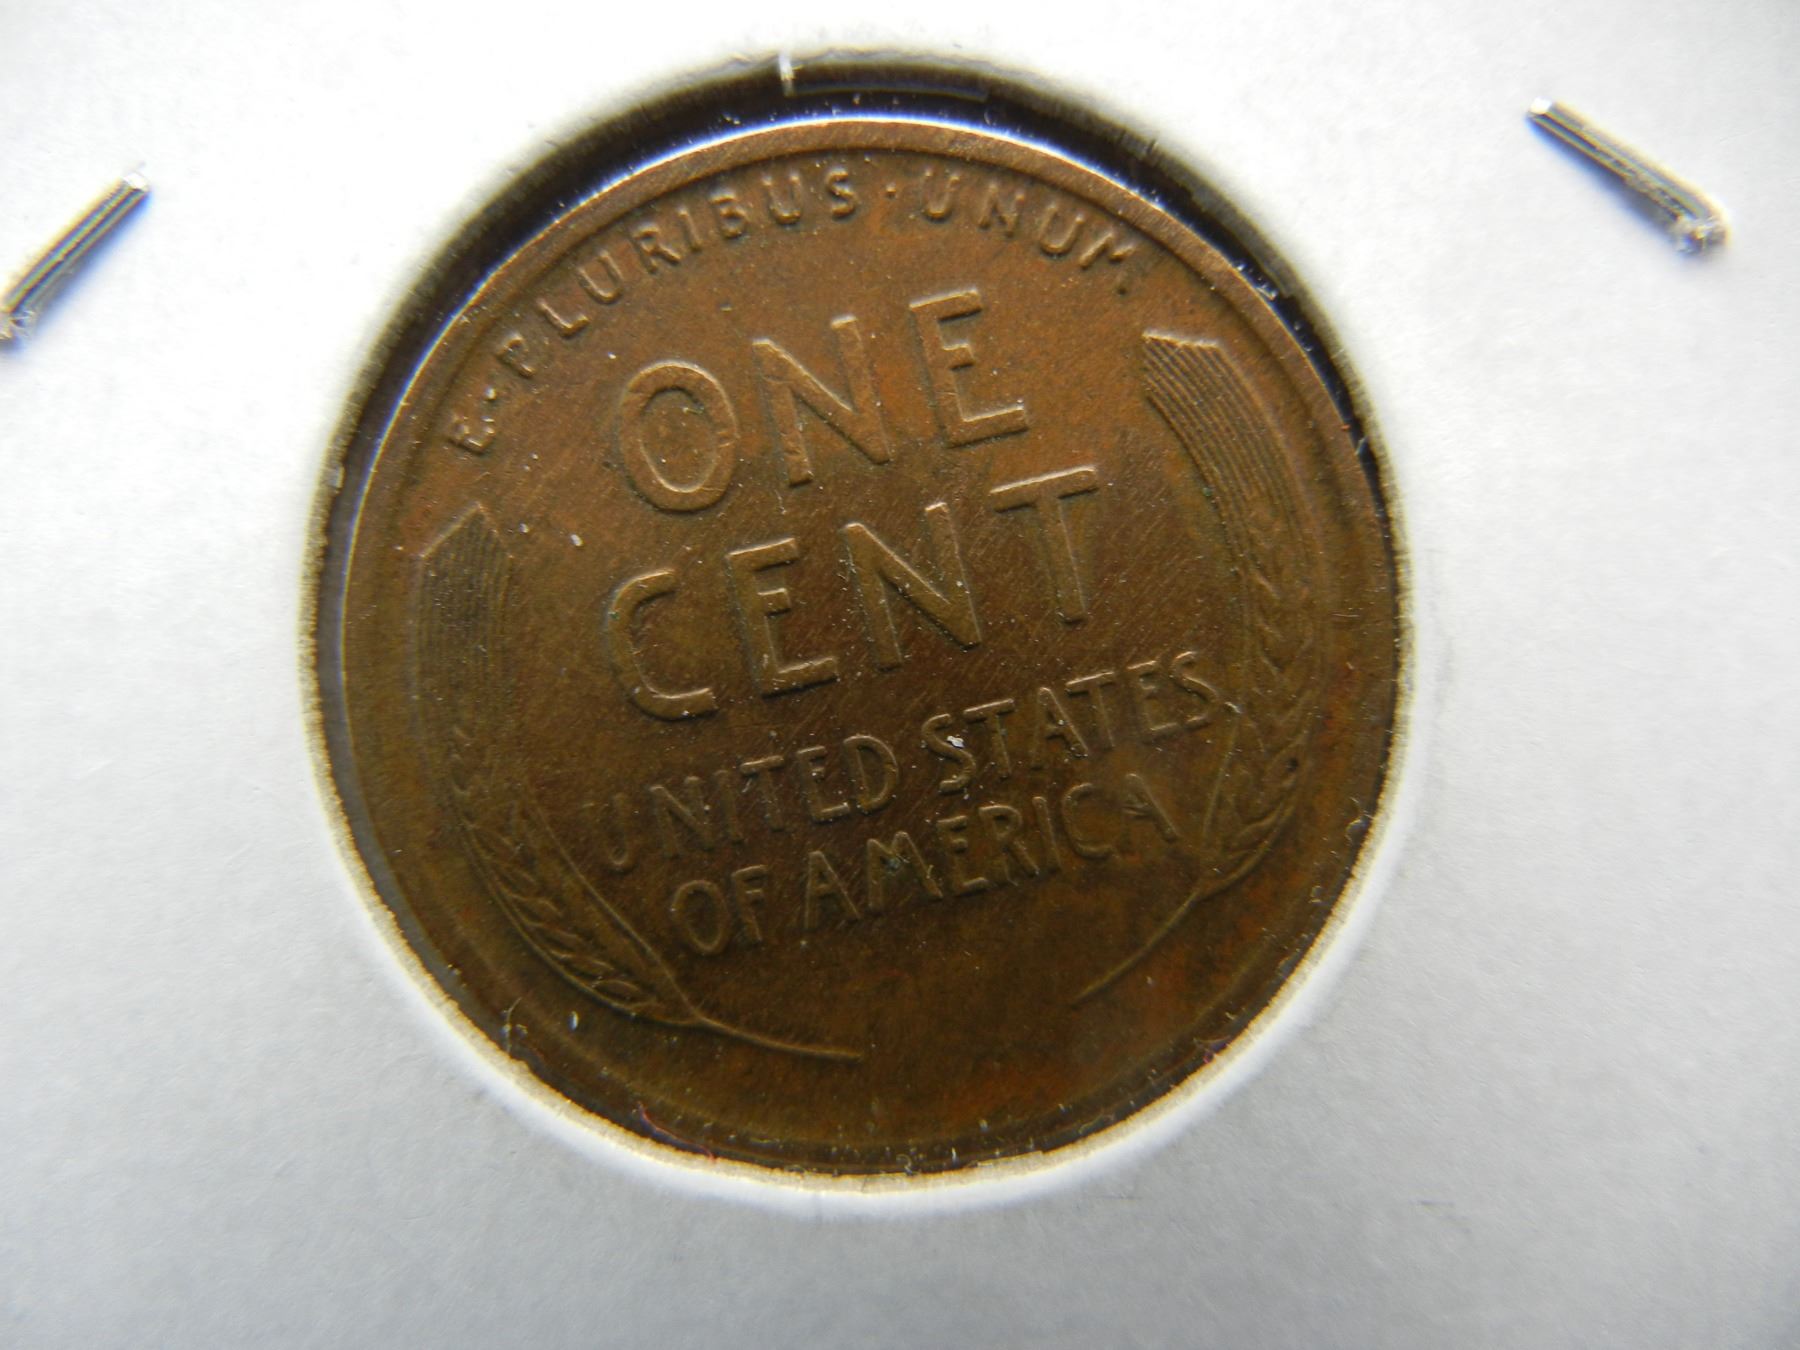 E·PLURIBUS·UNUM
ONE
CENT
UNITED STATES
OF AMERICA